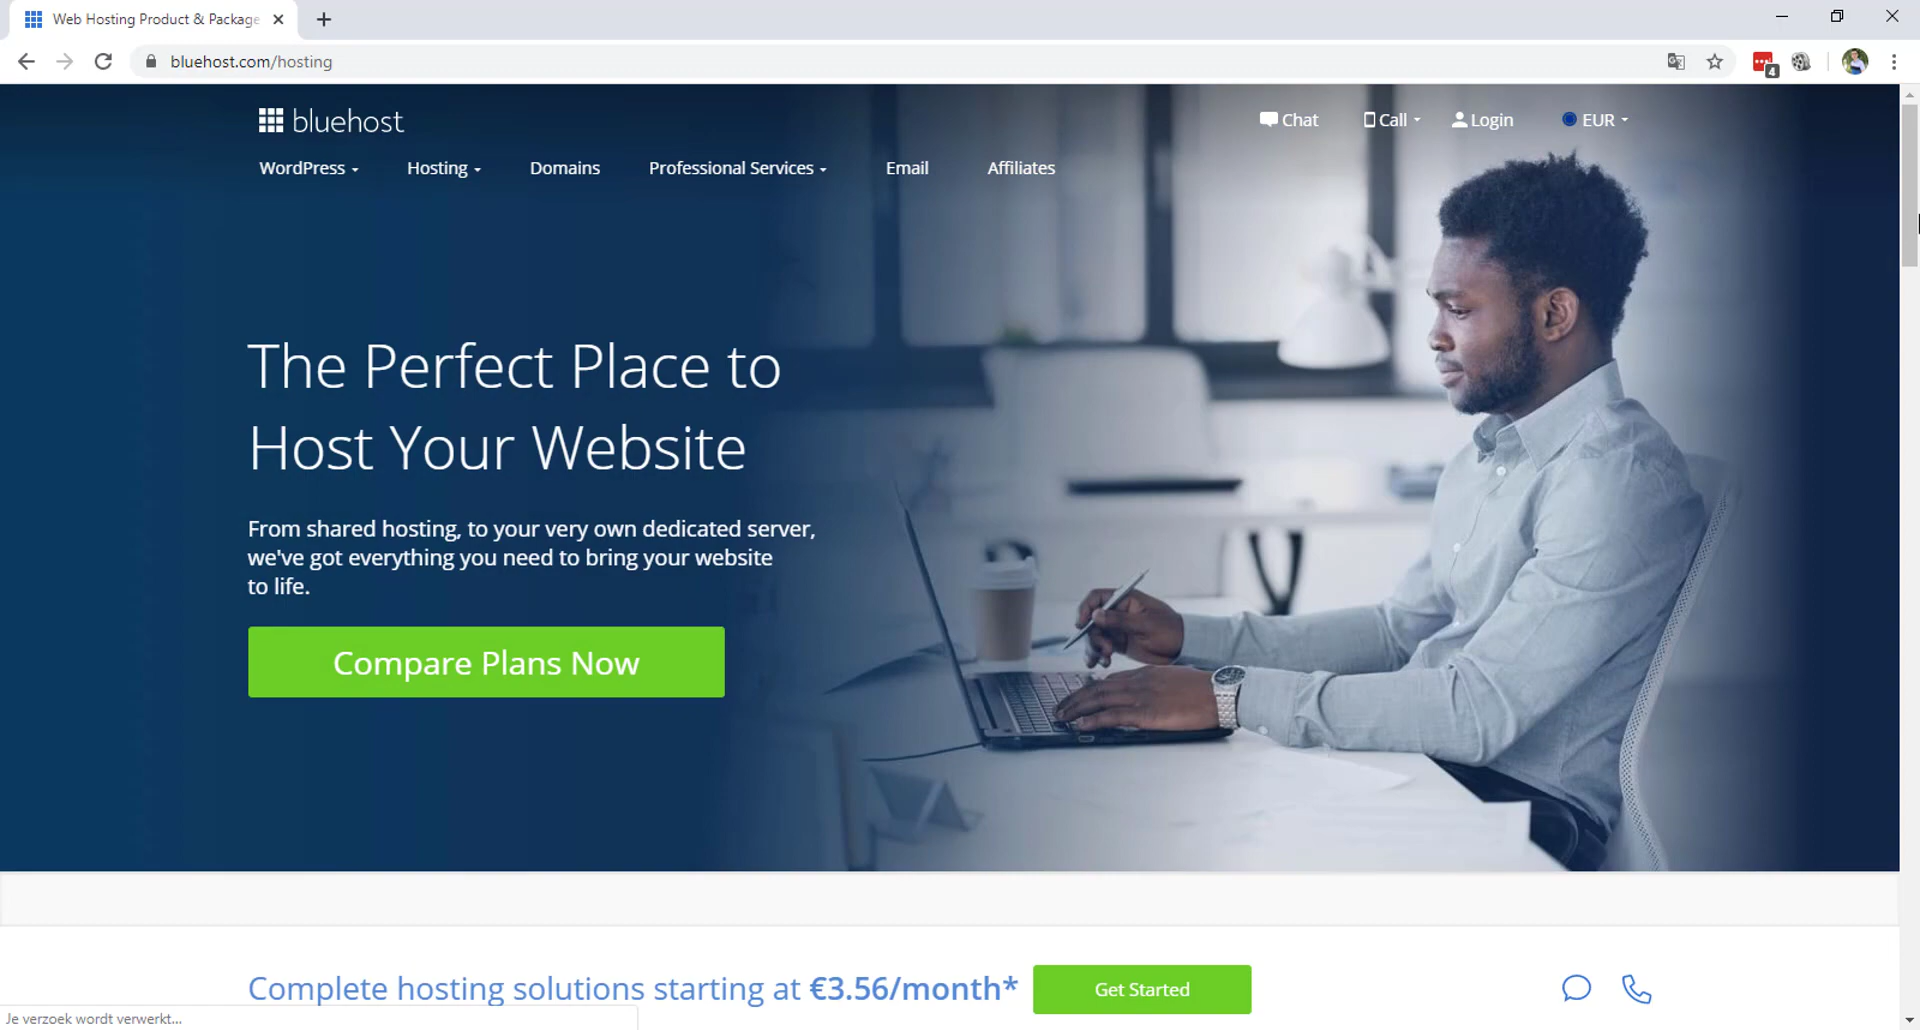 Web Hosting Product & Package
bluehost.com/hosting
4
bluehost
Chat
Call
Login
EUR
WordPress
Hosting
Domains
Professional Services
Email
Affiliates
The Perfect Place to
Host Your Website
From shared hosting, to your very own dedicated server,
we've got everything you need to bring your website
to life.
Compare Plans Now
Complete hosting solutions starting at €3.56/month*
Get Started
Je verzoek wordt verwerkt...